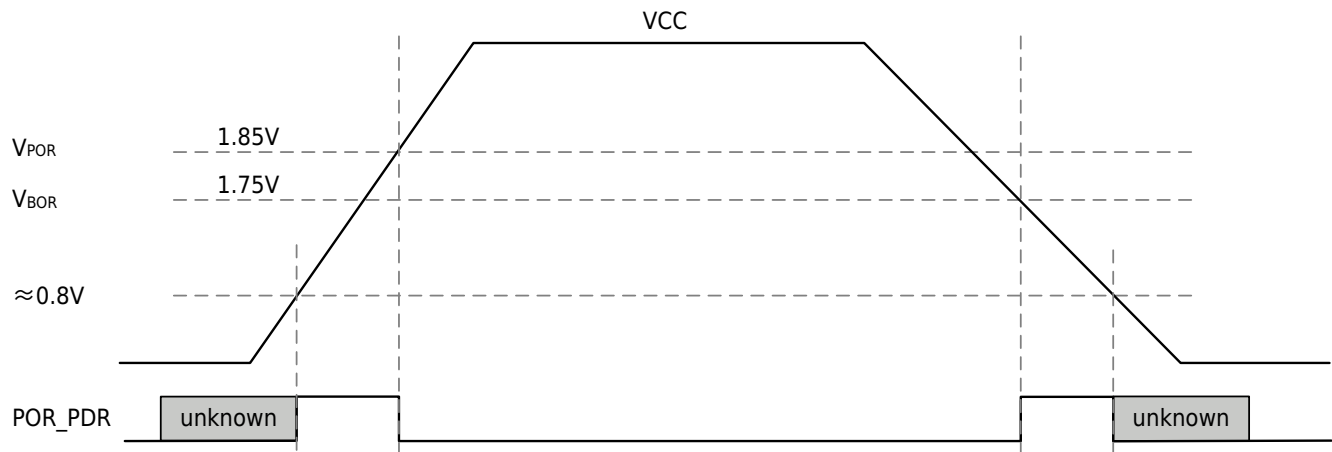 VCC
VPOR 1.85V
VBOR 1.75V
≈0.8V
POR_PDR unknown unknown